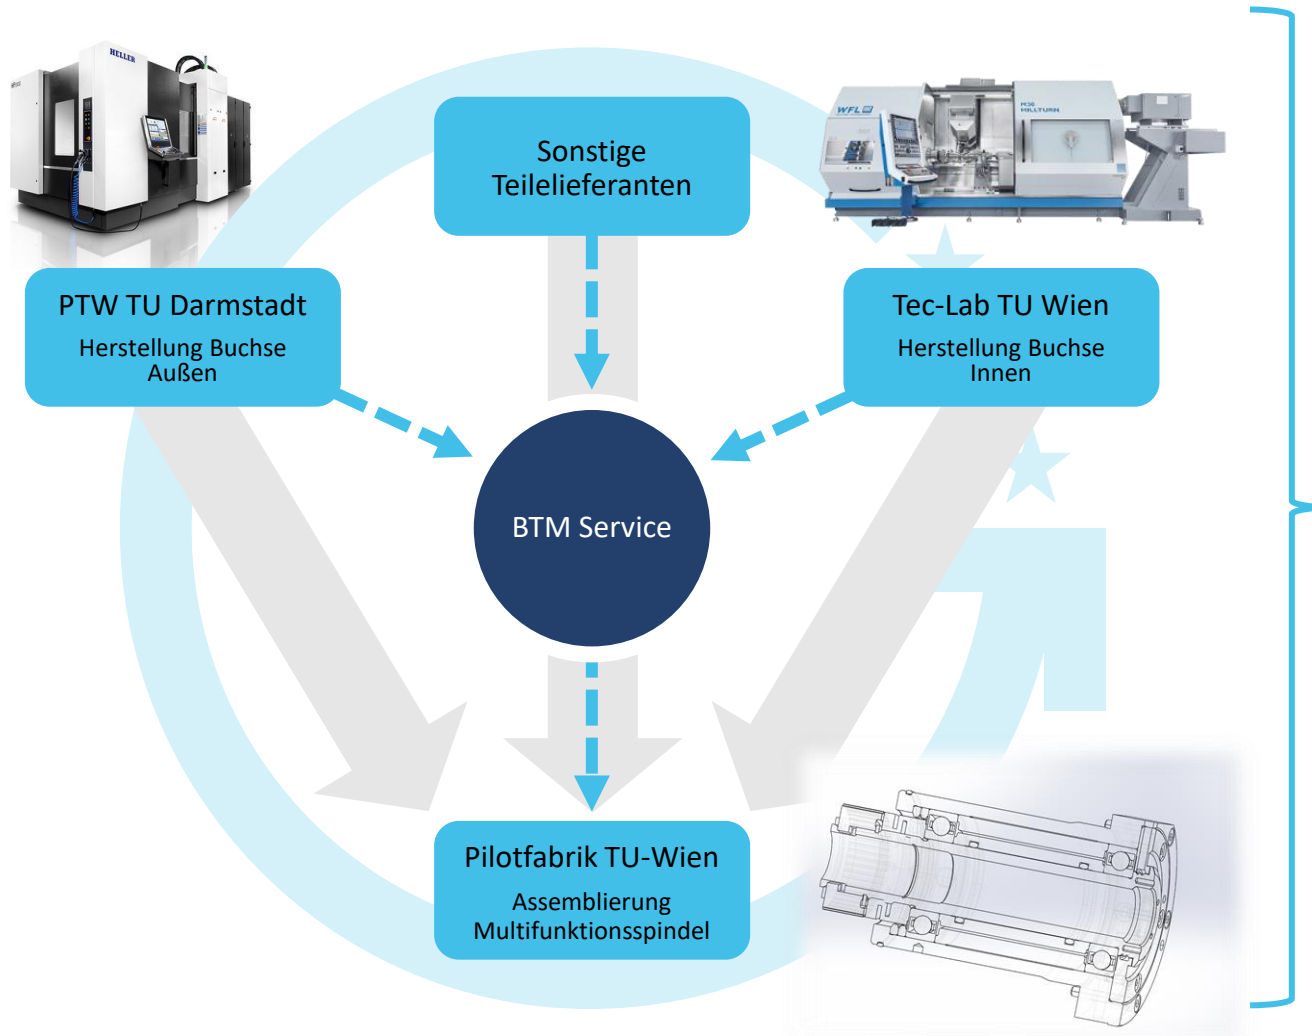 HELLER
WFL
M30
MILLTURN
Sonstige
Teilelieferanten
PTW TU Darmstadt
Herstellung Buchse
Außen
Tec-Lab TU Wien
Herstellung Buchse
Innen
BTM Service
Pilotfabrik TU-Wien
Assemblierung
Multifunktionsspindel